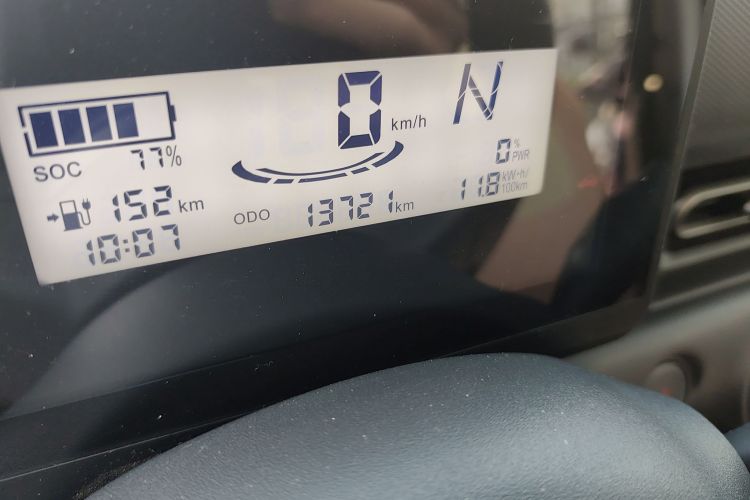 0 km/h
N
SOC 77%
0 % PWR
152 km
ODO 13721 km
11.8 kW·h/100km
10:07